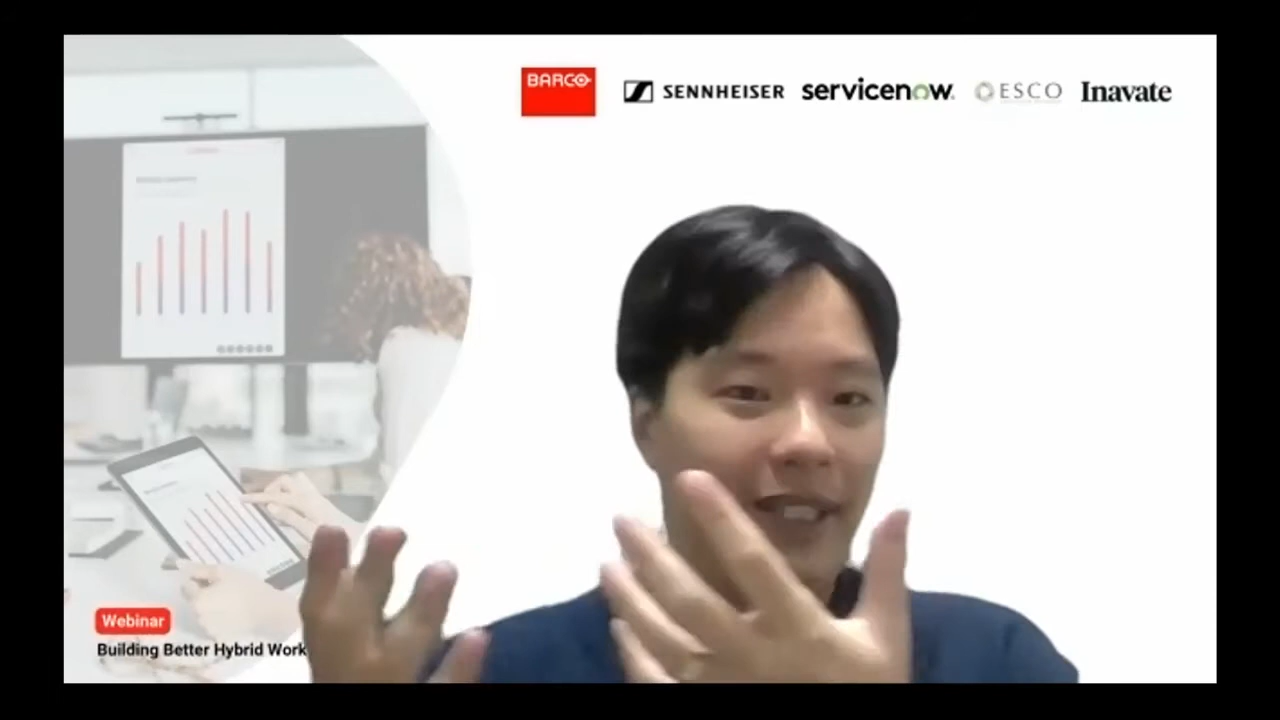 BARCO SENNHEISER servicenow ESCO Inavate
Webinar
Building Better Hybrid Work